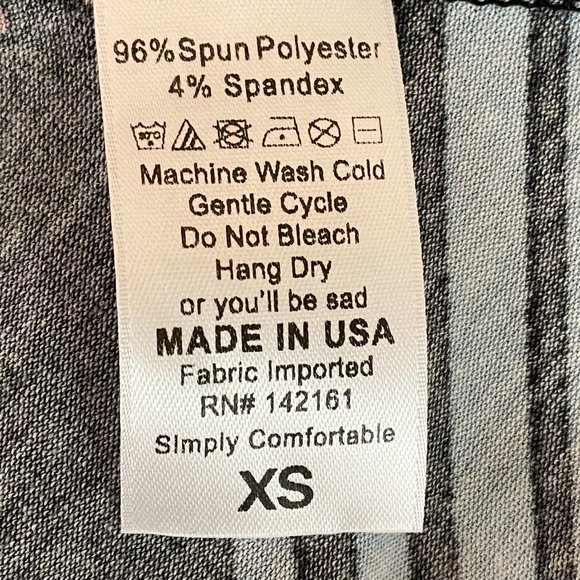 96% Spun Polyester
4% Spandex
Machine Wash Cold
Gentle Cycle
Do Not Bleach
Hang Dry
or you'll be sad
MADE IN USA
Fabric Imported
RN# 142161
Simply Comfortable
XS